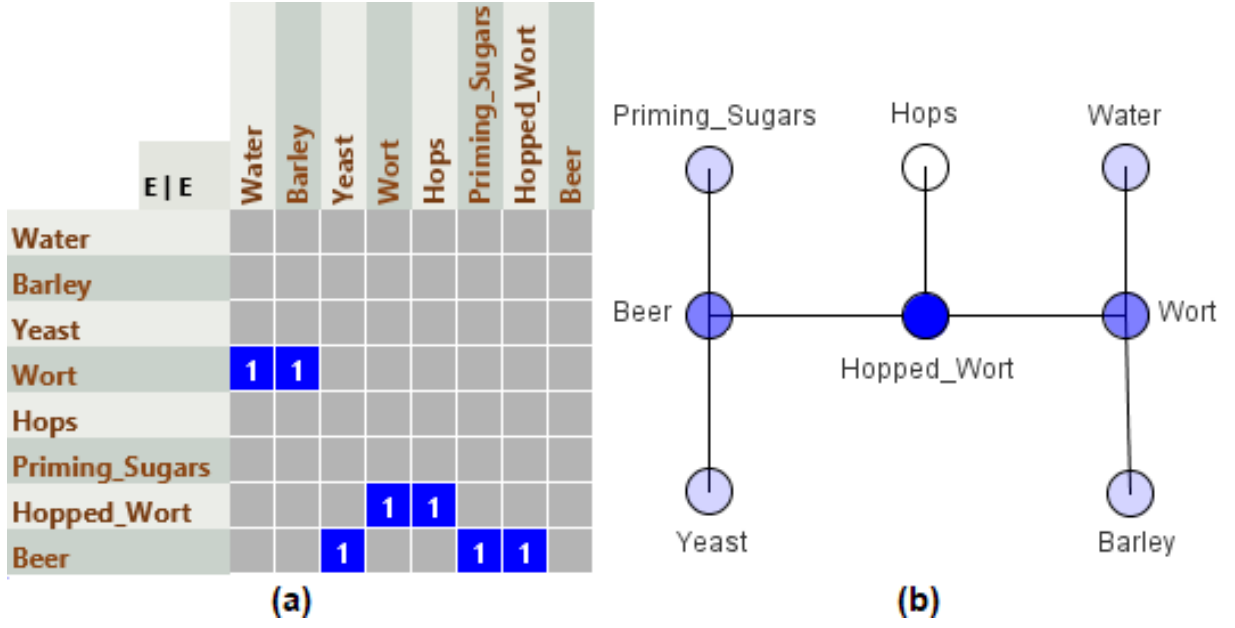 E | E
Water
Barley
Yeast
Wort
Hops
Priming_Sugars
Hopped_Wort
Beer
Water
Barley
Yeast
Wort
1 1
Hops
Priming_Sugars
Hopped_Wort
1 1
Beer
1 1 1
(a)
Priming_Sugars
Hops
Water
Beer
Wort
Hopped_Wort
Yeast
Barley
(b)